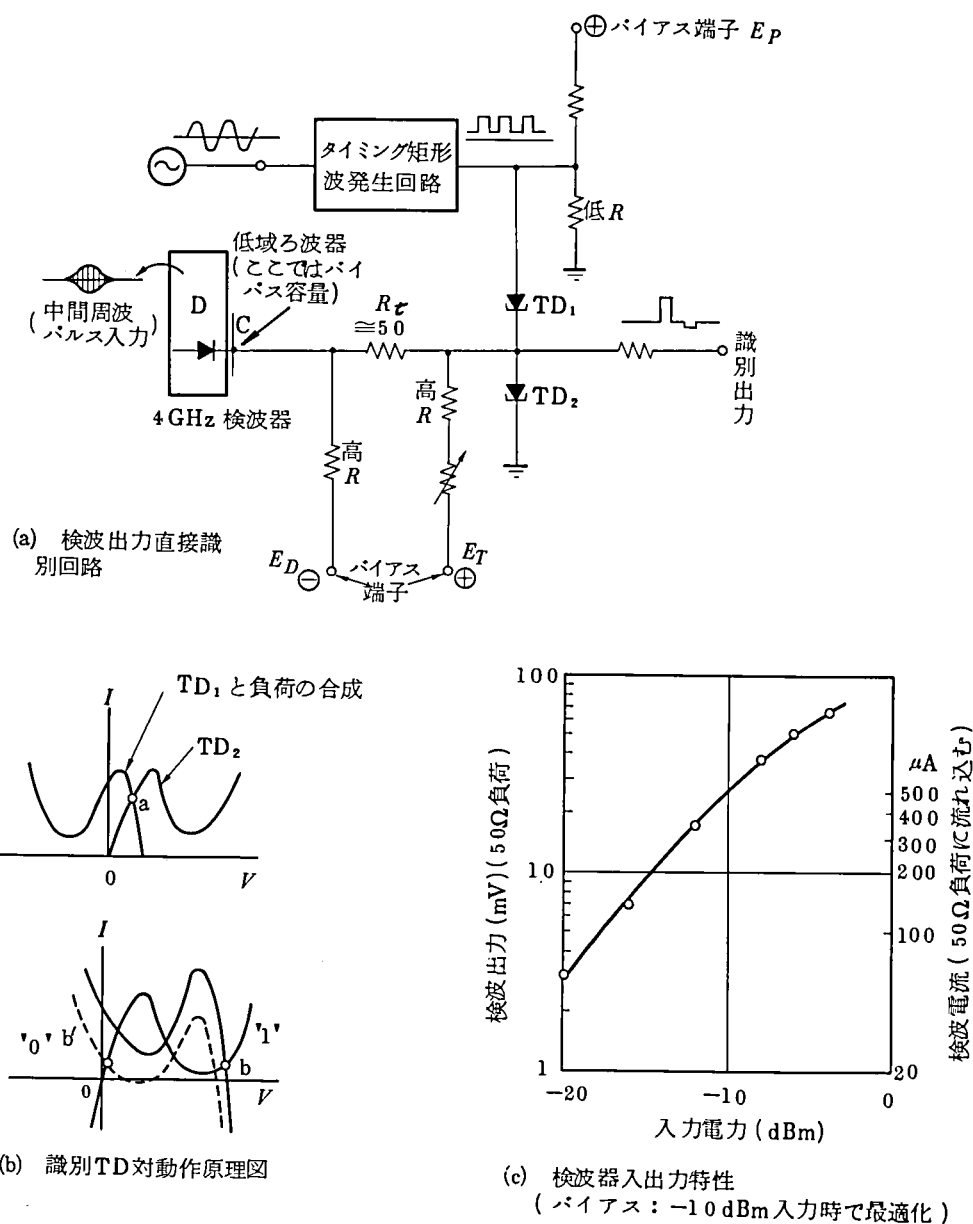 ⊕バイアス端子 EP
タイミング矩形
波発生回路
低R
低域ろ波器
(ここではバイ
パス容量)
中間周波
(パルス入力)
D
C
Rτ
≅50
TD1
TD2
高
R
高
R
識別出力
4GHz 検波器
(a) 検波出力直接識
別回路
ED ⊖
バイアス
端子
ET
⊕
TD1と負荷の合成
TD2
I
a
0
V
I
'0' b'
'1'
b
0
V
(b) 識別TD対動作原理図
検波出力(mV)(50Ω負荷)
100
10
1
−20
−10
0
入力電力(dBm)
μA
500
400
300
200
100
20
検波電流(50Ω負荷に流れ込む)
(c) 検波器入出力特性
(バイアス:−10dBm入力時で最適化)